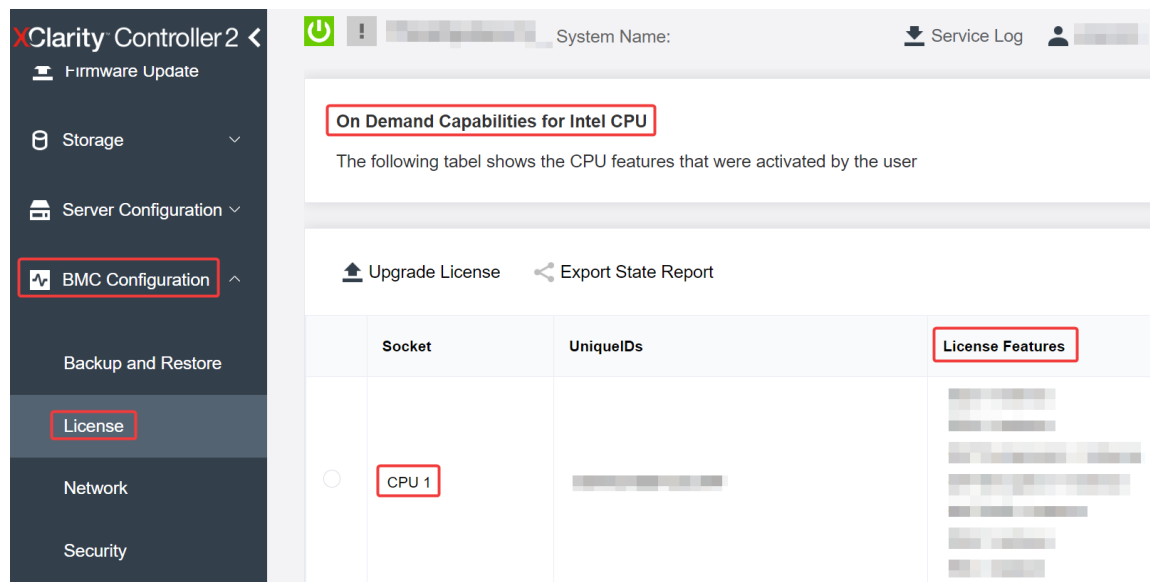 XClarity Controller 2
Firmware Update
Storage
Server Configuration
BMC Configuration
Backup and Restore
License
Network
Security
System Name:
Service Log
On Demand Capabilities for Intel CPU
The following tabel shows the CPU features that were activated by the user
Upgrade License
Export State Report
Socket
UniqueIDs
License Features
CPU 1